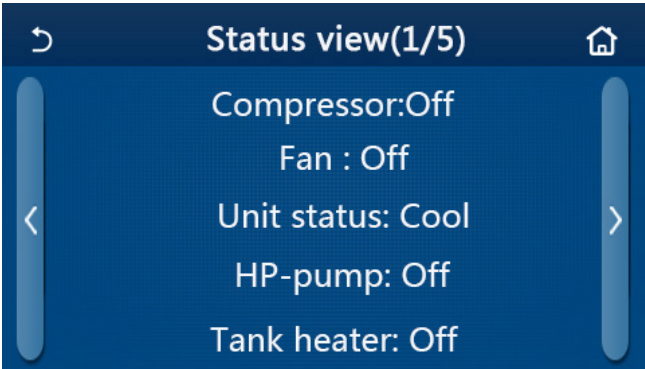 Status view(1/5)
Compressor:Off
Fan : Off
Unit status: Cool
HP-pump: Off
Tank heater: Off